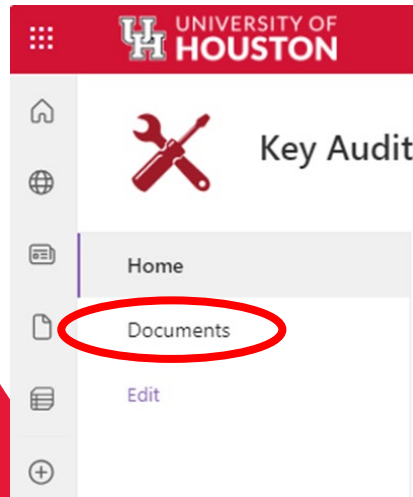 UNIVERSITY OF
HOUSTON
Key Audit
Home
Documents
Edit